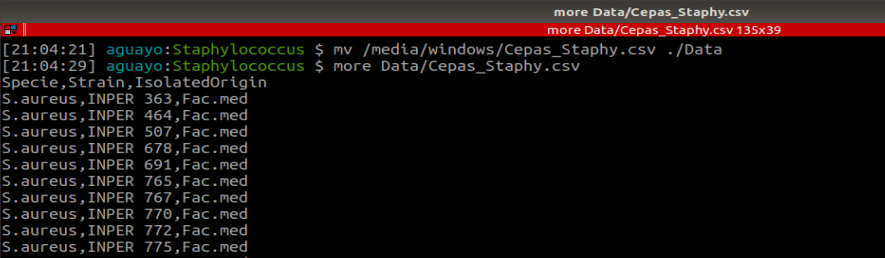 more Data/Cepas_Staphy.csv
more Data/Cepas_Staphy.csv 135x39
[21:04:21] aguayo:Staphylococcus $ mv /media/windows/Cepas_Staphy.csv ./Data
[21:04:29] aguayo:Staphylococcus $ more Data/Cepas_Staphy.csv
Specie,Strain,IsolatedOrigin
S.aureus,INPER 363,Fac.med
S.aureus,INPER 464,Fac.med
S.aureus,INPER 507,Fac.med
S.aureus,INPER 678,Fac.med
S.aureus,INPER 691,Fac.med
S.aureus,INPER 765,Fac.med
S.aureus,INPER 767,Fac.med
S.aureus,INPER 770,Fac.med
S.aureus,INPER 772,Fac.med
S.aureus,INPER 775,Fac.med